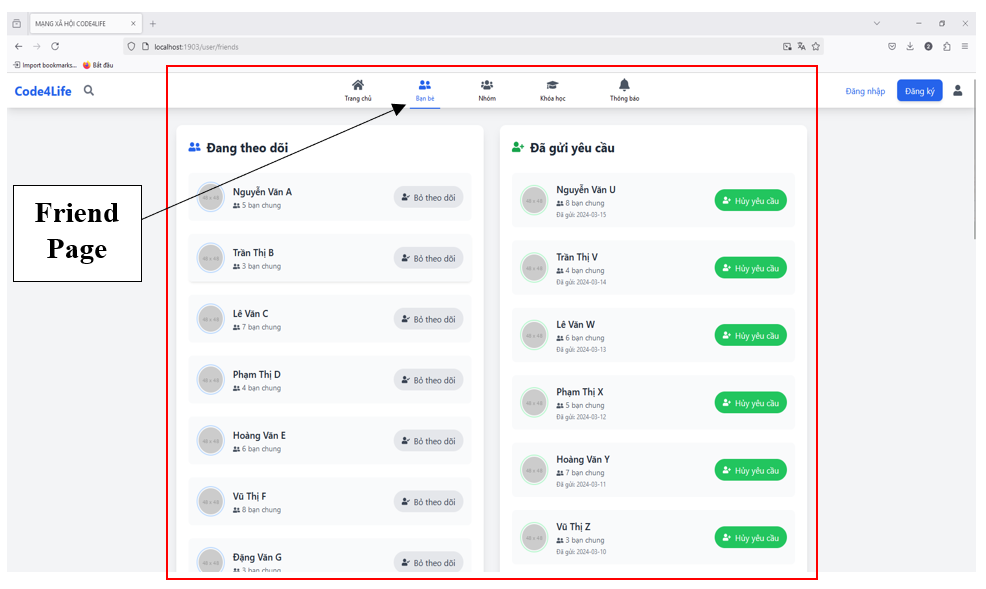 MẠNG XÃ HỘI CODE4LIFE
localhost:1903/user/friends
Import bookmarks...
Bắt đầu
Code4Life
Trang chủ
Bạn bè
Nhóm
Khóa học
Thông báo
Đăng nhập
Đăng ký
Friend
Page
Đang theo dõi
Nguyễn Văn A
5 bạn chung
Bỏ theo dõi
Trần Thị B
3 bạn chung
Bỏ theo dõi
Lê Văn C
7 bạn chung
Bỏ theo dõi
Phạm Thị D
4 bạn chung
Bỏ theo dõi
Hoàng Văn E
6 bạn chung
Bỏ theo dõi
Vũ Thị F
8 bạn chung
Bỏ theo dõi
Đặng Văn G
3 bạn chung
Bỏ theo dõi
Đã gửi yêu cầu
Nguyễn Văn U
8 bạn chung
Đã gửi: 2024-03-15
Hủy yêu cầu
Trần Thị V
4 bạn chung
Đã gửi: 2024-03-14
Hủy yêu cầu
Lê Văn W
6 bạn chung
Đã gửi: 2024-03-13
Hủy yêu cầu
Phạm Thị X
5 bạn chung
Đã gửi: 2024-03-12
Hủy yêu cầu
Hoàng Văn Y
7 bạn chung
Đã gửi: 2024-03-11
Hủy yêu cầu
Vũ Thị Z
3 bạn chung
Đã gửi: 2024-03-10
Hủy yêu cầu